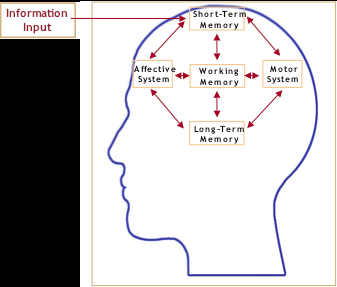 Information
Input
Short-Term
Memory
Affective
System
Working
Memory
Motor
System
Long-Term
Memory